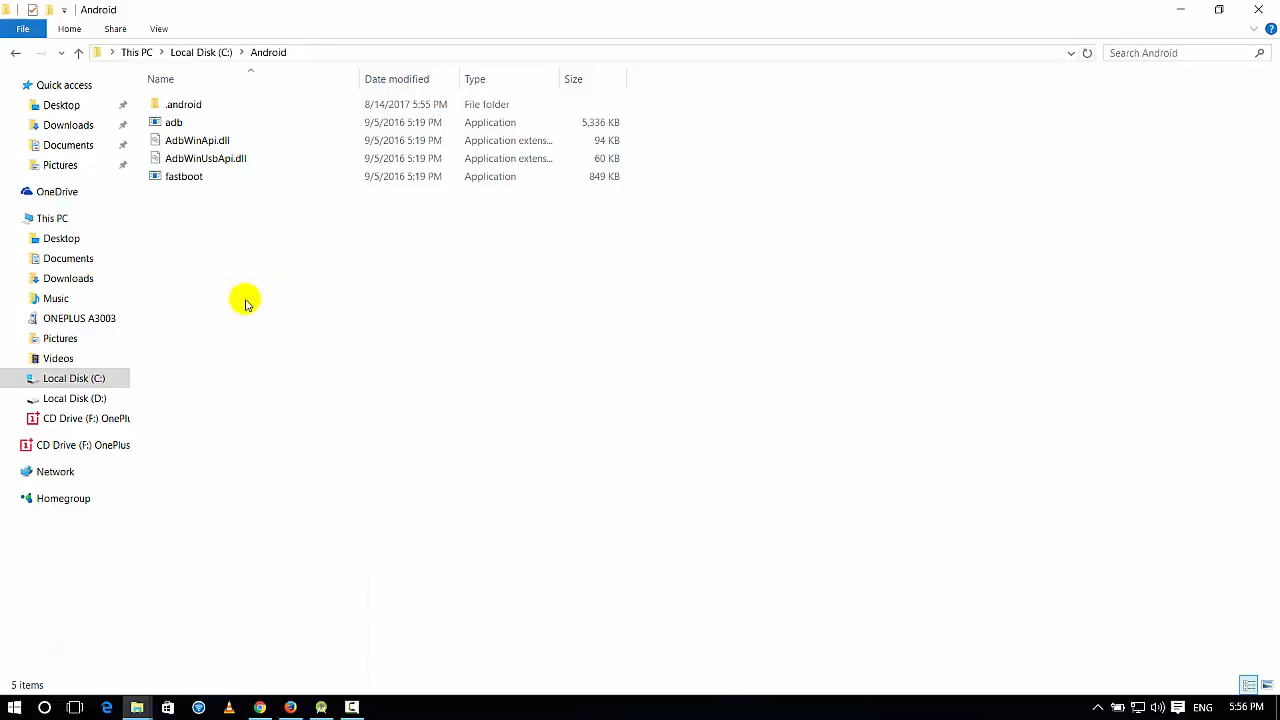 Android
File Home Share View
This PC Local Disk (C:) Android
Search Android
Name Date modified Type Size
.android 8/14/2017 5:55 PM File folder
adb 9/5/2016 5:19 PM Application 5,336 KB
AdbWinApi.dll 9/5/2016 5:19 PM Application extens... 94 KB
AdbWinUsbApi.dll 9/5/2016 5:19 PM Application extens... 60 KB
fastboot 9/5/2016 5:19 PM Application 849 KB
Quick access
Desktop
Downloads
Documents
Pictures
OneDrive
This PC
Desktop
Documents
Downloads
Music
ONEPLUS A3003
Pictures
Videos
Local Disk (C:)
Local Disk (D:)
CD Drive (F:) OnePlu
CD Drive (F:) OnePlus
Network
Homegroup
5 items
ENG 5:56 PM